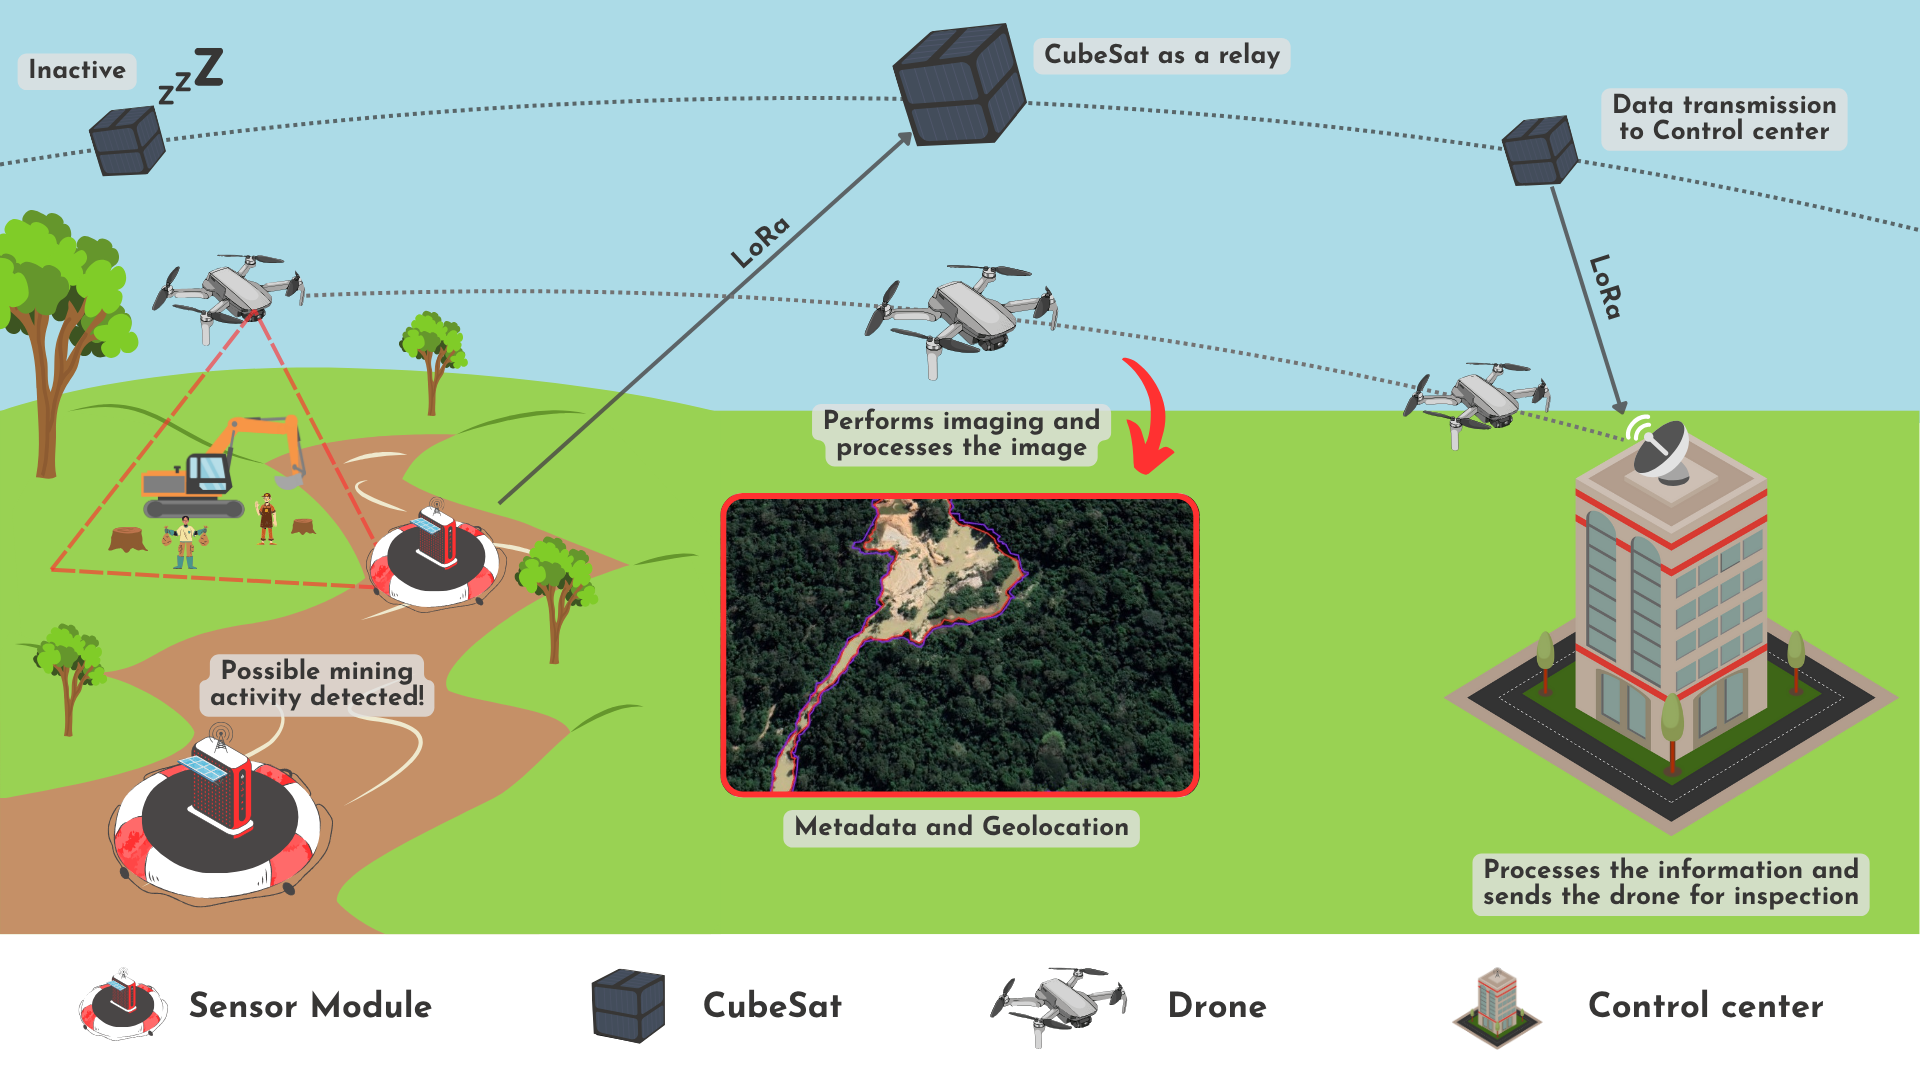 Inactive
z z Z
CubeSat as a relay
Data transmission
to Control center
LoRa
LoRa
Performs imaging and
processes the image
Possible mining
activity detected!
Metadata and Geolocation
Processes the information and
sends the drone for inspection
Sensor Module
CubeSat
Drone
Control center